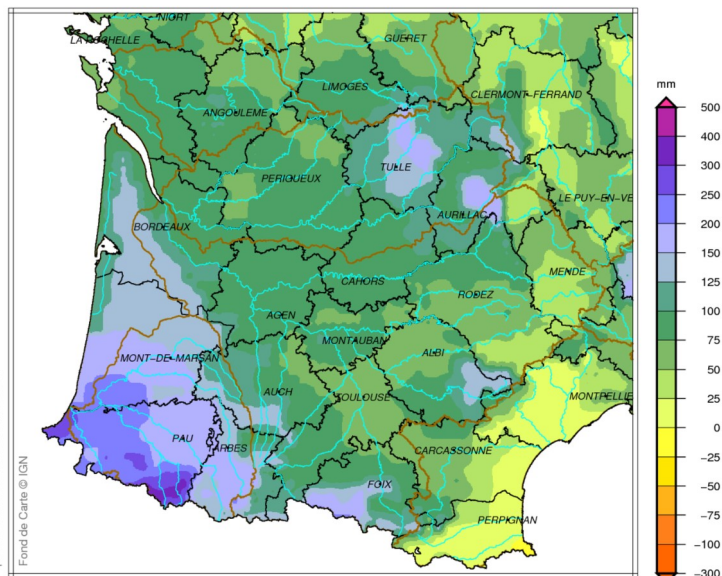 NIORT
LA ROCHELLE
GUERET
LIMOGES
CLERMONT-FERRAND
ANGOULEME
TULLE
PERIGUEUX
LE PUY-EN-VE
AURILLAC
BORDEAUX
MENDE
CAHORS
RODEZ
AGEN
MONTAUBAN
ALBI
MONT-DE-MARSAN
AUCH
TOULOUSE
MONTPELLIE
PAU
TARBES
CARCASSONNE
FOIX
PERPIGNAN
Fond de Carte © IGN
mm
500
400
300
250
200
150
125
100
75
50
25
0
-25
-50
-75
-100
-300